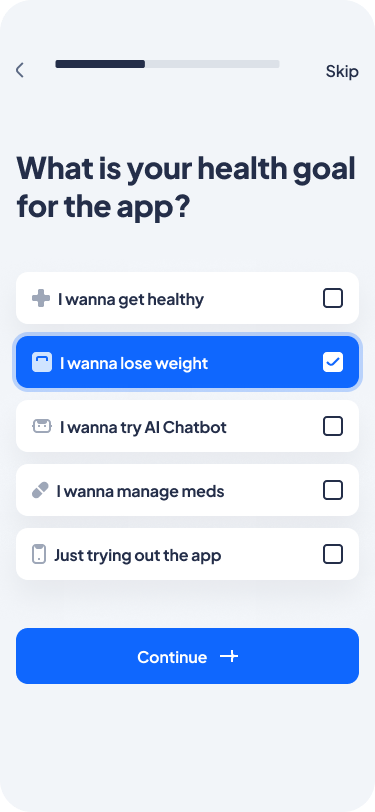 Skip
What is your health goal
for the app?
I wanna get healthy
I wanna lose weight
I wanna try AI Chatbot
I wanna manage meds
Just trying out the app
Continue